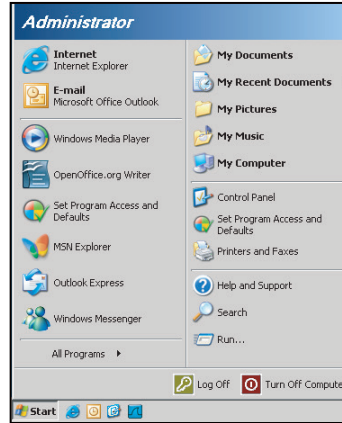 Administrator
Internet
Internet Explorer
E-mail
Microsoft Office Outlook
Windows Media Player
OpenOffice.org Writer
Set Program Access and
Defaults
MSN Explorer
Outlook Express
Windows Messenger
All Programs
My Documents
My Recent Documents
My Pictures
My Music
My Computer
Control Panel
Set Program Access and
Defaults
Printers and Faxes
Help and Support
Search
Run...
Log Off
Turn Off Compute
Start